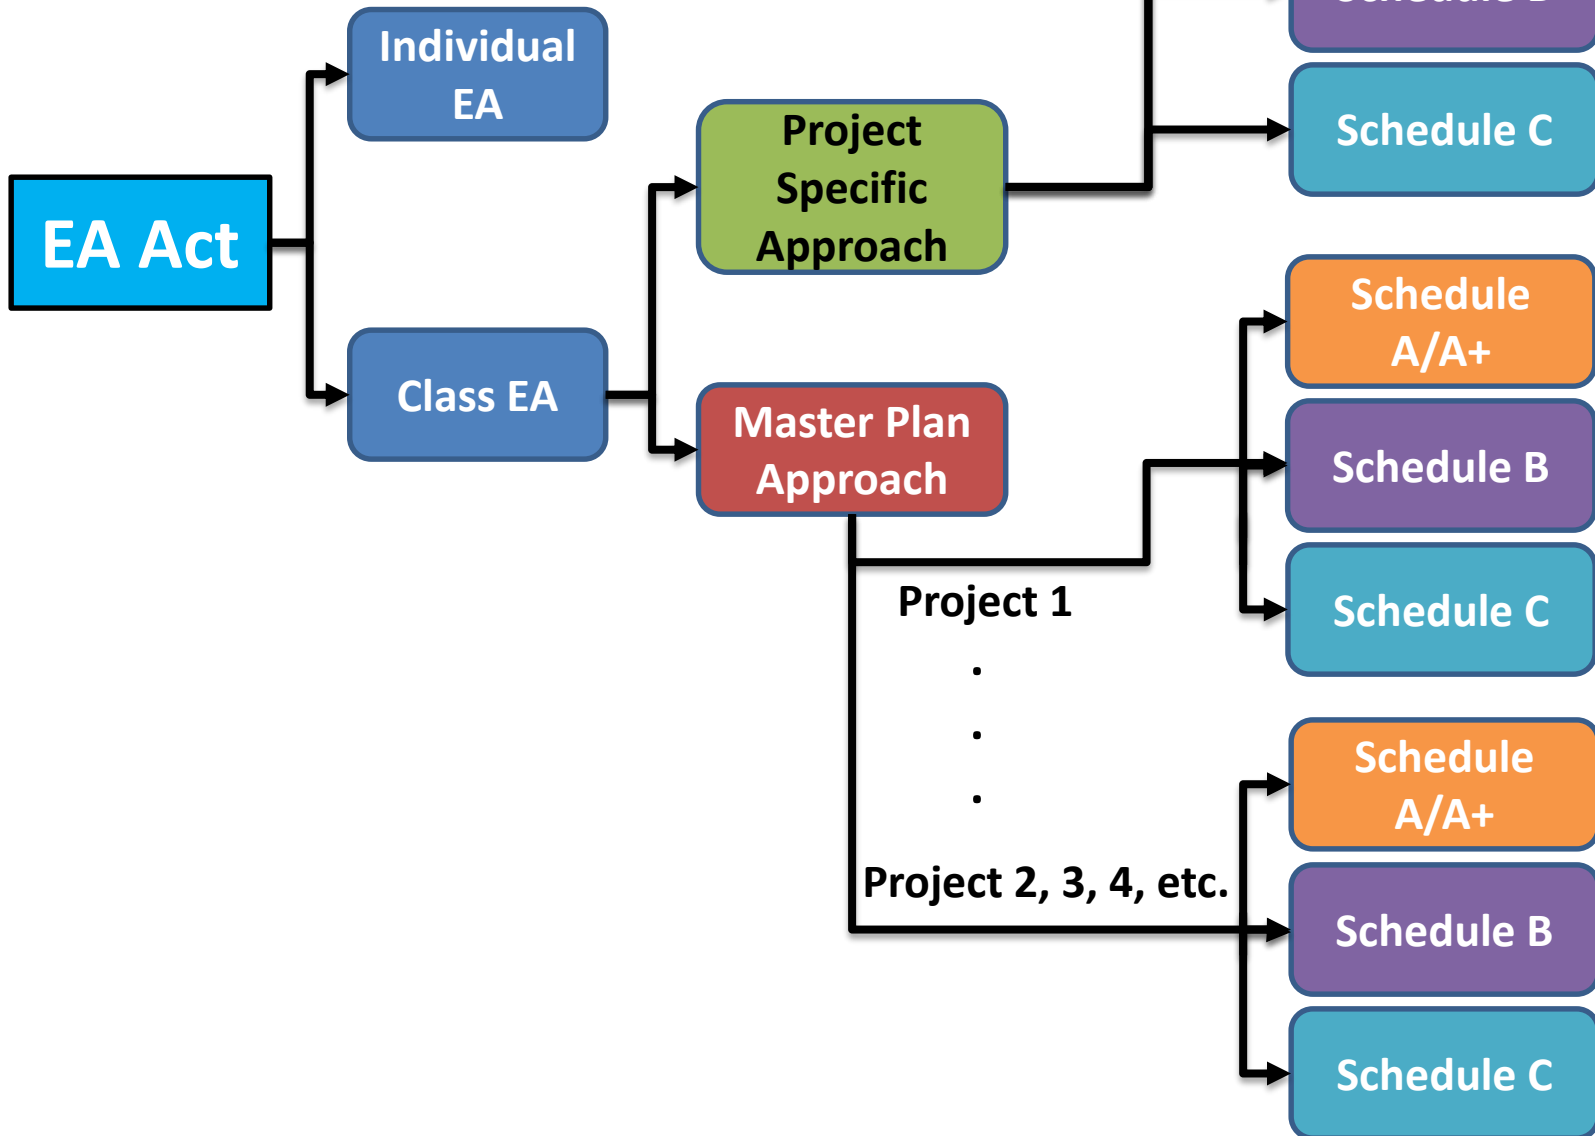 Individual
EA
Project
Specific
Approach
Schedule C
EA Act
Schedule
A/A+
Class EA
Master Plan
Approach
Schedule B
Project 1
.
.
.
Schedule C
Schedule
A/A+
Project 2, 3, 4, etc.
Schedule B
Schedule C